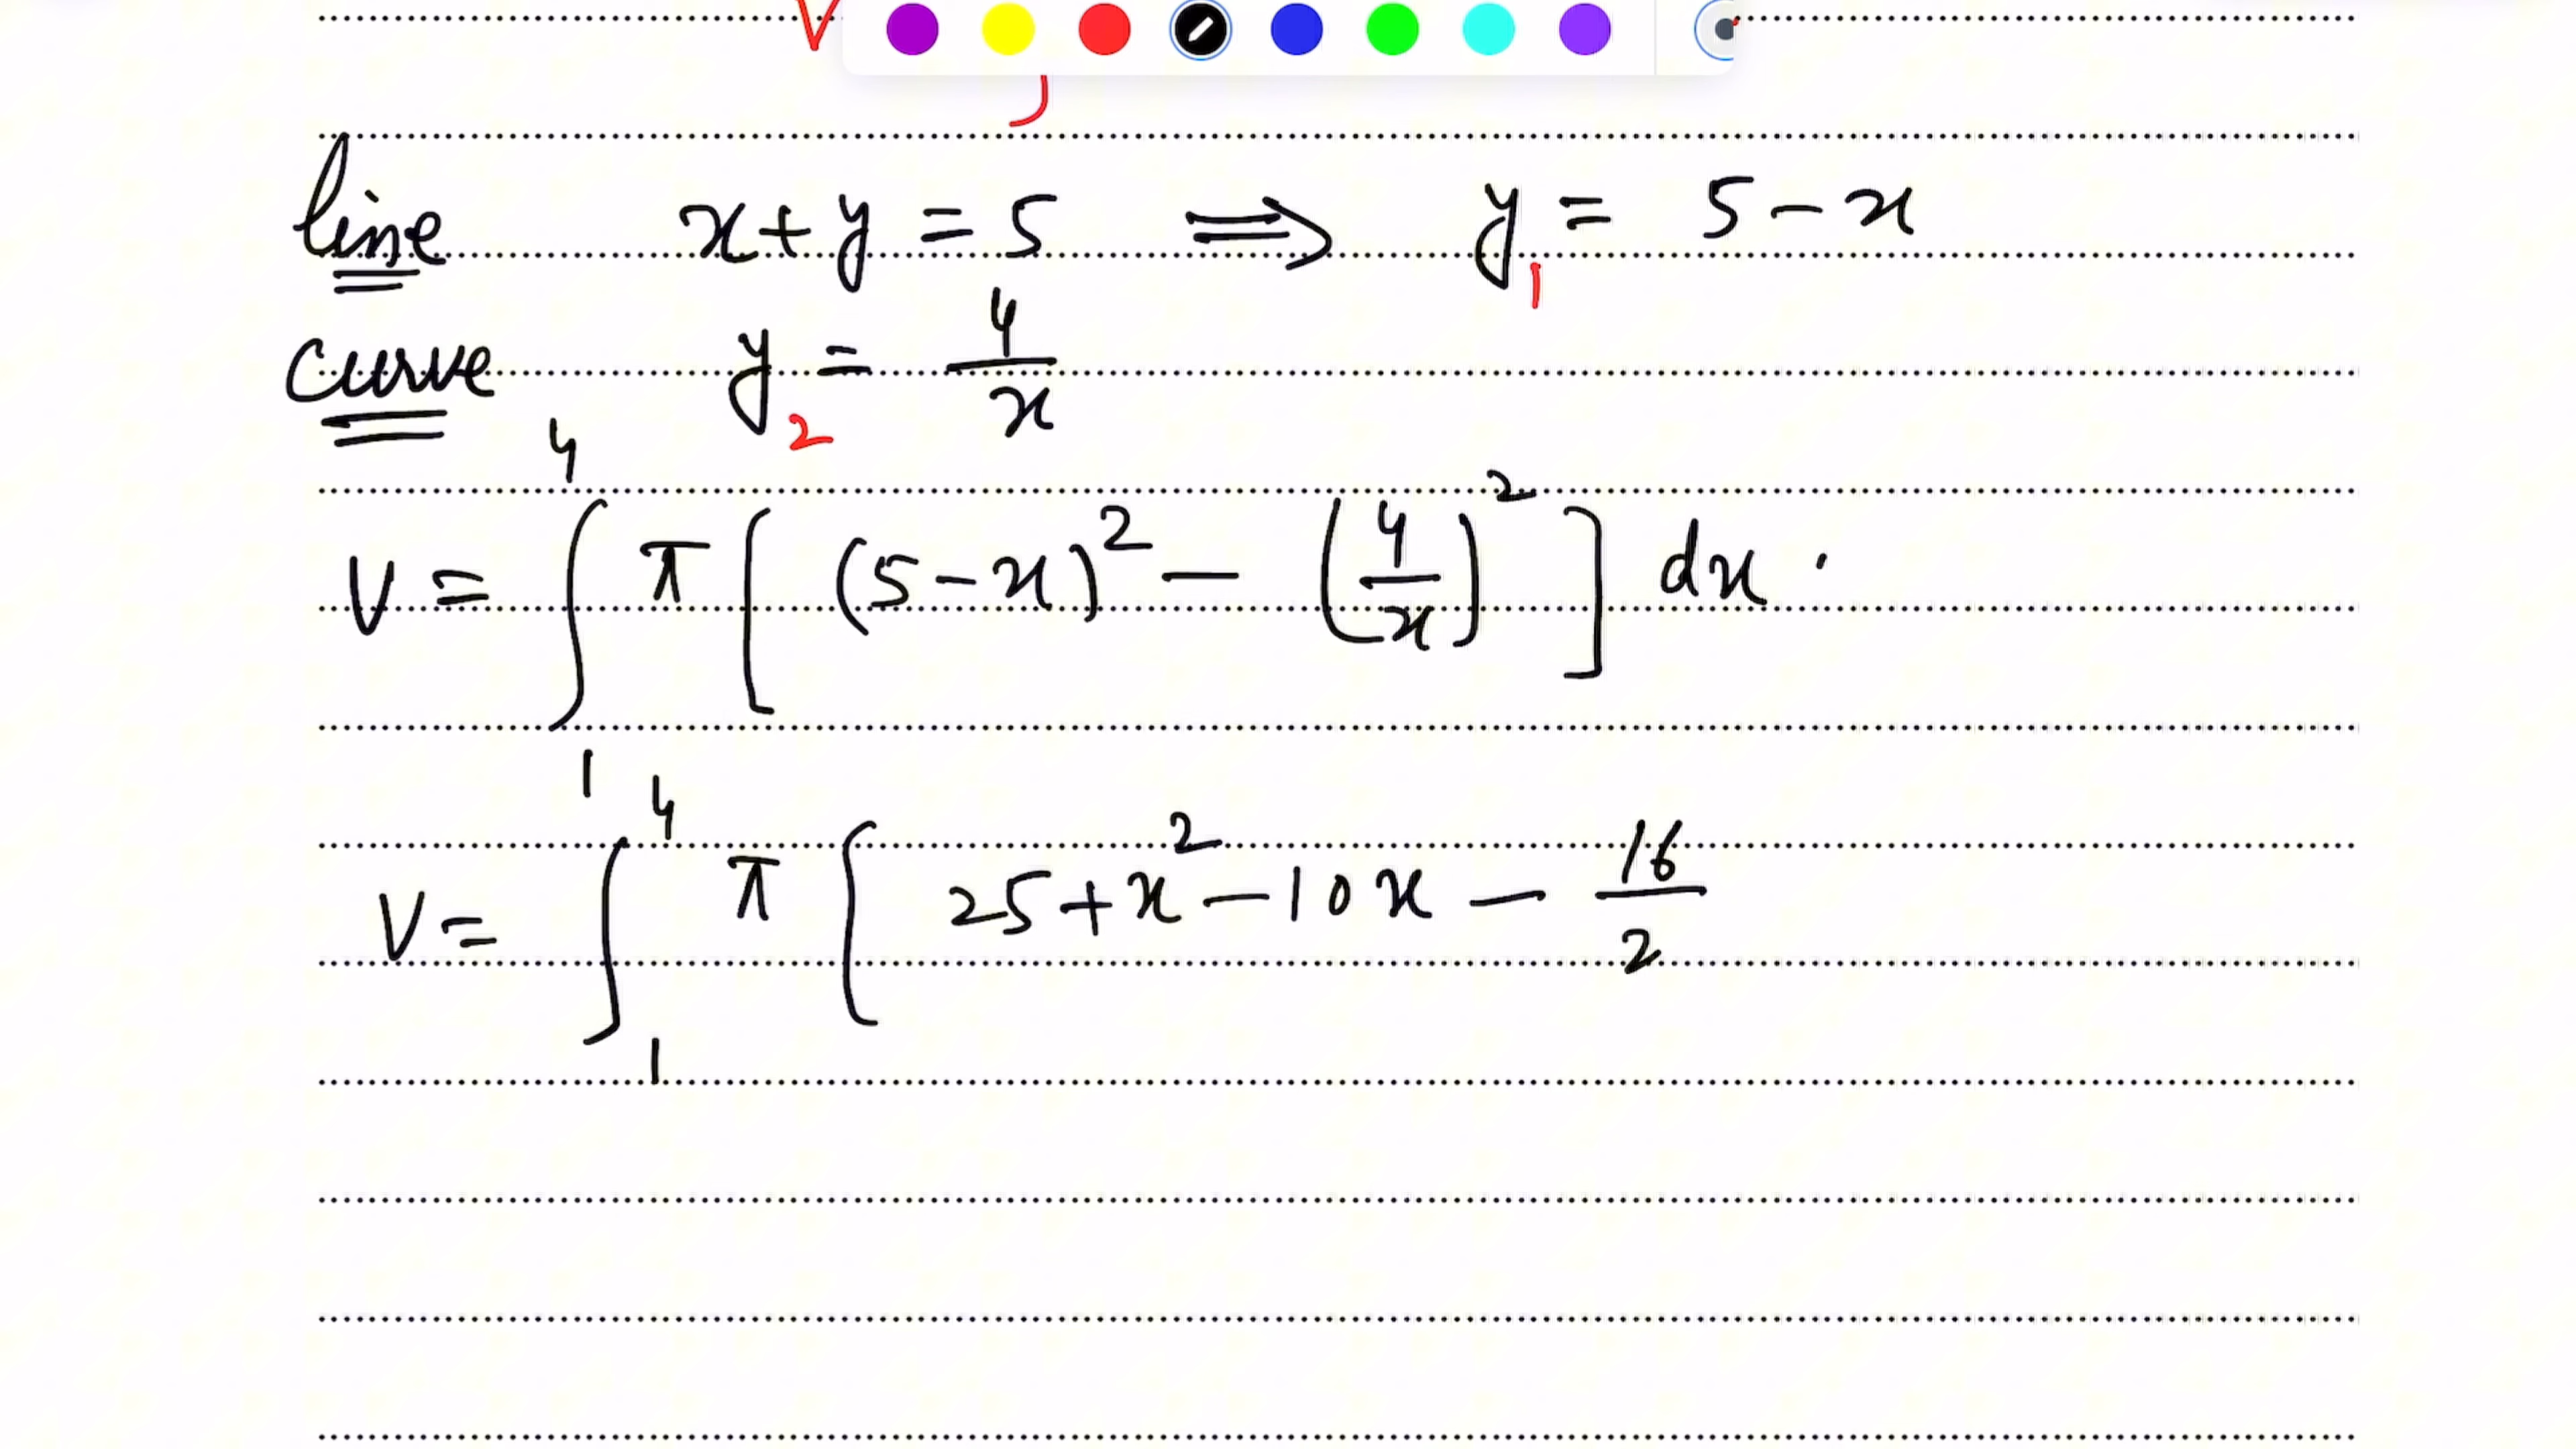 line x + y = 5 ⟹ y₁ = 5 - x
curve y₂ = 4/x
V = ∫₁⁴ π [ (5-x)² - (4/x)² ] dx .
V = ∫₁⁴ π [ 25 + x² - 10x - 16/2